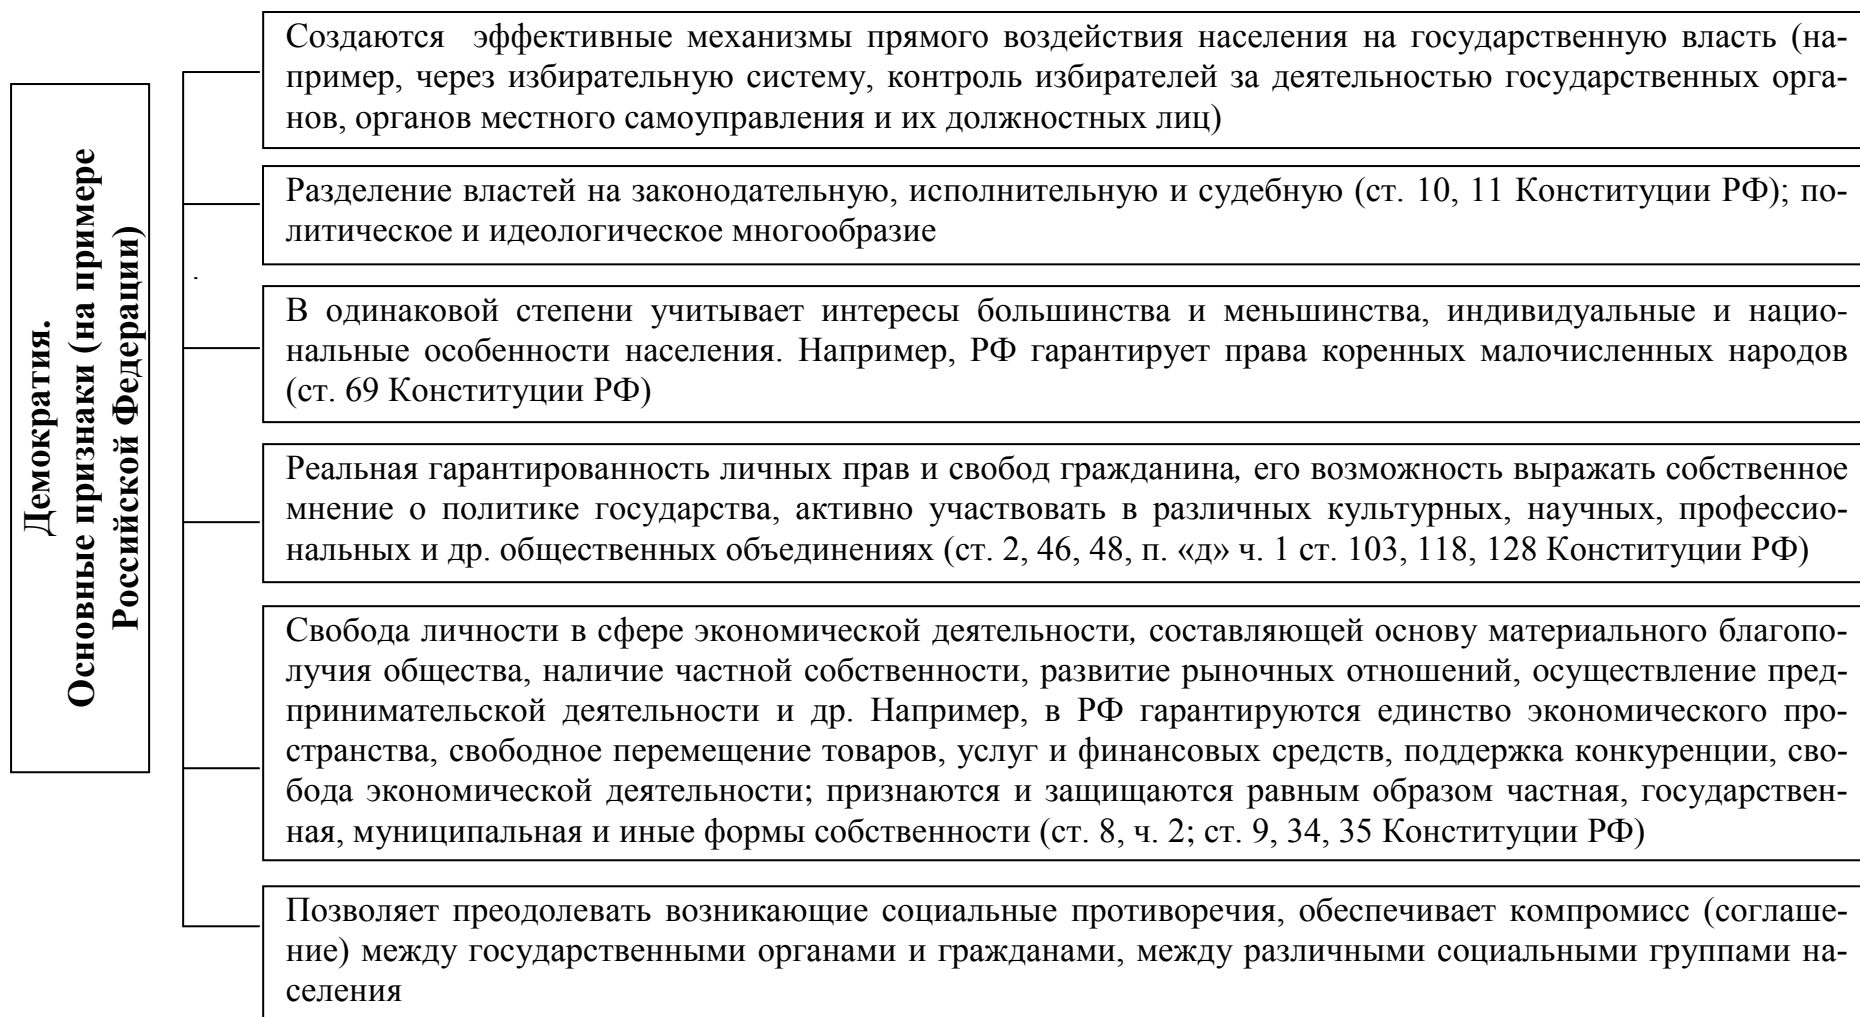 Демократия.
Основные признаки (на примере
Российской Федерации)
Создаются эффективные механизмы прямого воздействия населения на государственную власть (на-
пример, через избирательную систему, контроль избирателей за деятельностью государственных орга-
нов, органов местного самоуправления и их должностных лиц)
Разделение властей на законодательную, исполнительную и судебную (ст. 10, 11 Конституции РФ); по-
литическое и идеологическое многообразие
В одинаковой степени учитывает интересы большинства и меньшинства, индивидуальные и нацио-
нальные особенности населения. Например, РФ гарантирует права коренных малочисленных народов
(ст. 69 Конституции РФ)
Реальная гарантированность личных прав и свобод гражданина, его возможность выражать собственное
мнение о политике государства, активно участвовать в различных культурных, научных, профессио-
нальных и др. общественных объединениях (ст. 2, 46, 48, п. «д» ч. 1 ст. 103, 118, 128 Конституции РФ)
Свобода личности в сфере экономической деятельности, составляющей основу материального благопо-
лучия общества, наличие частной собственности, развитие рыночных отношений, осуществление пред-
принимательской деятельности и др. Например, в РФ гарантируются единство экономического про-
странства, свободное перемещение товаров, услуг и финансовых средств, поддержка конкуренции, сво-
бода экономической деятельности; признаются и защищаются равным образом частная, государствен-
ная, муниципальная и иные формы собственности (ст. 8, ч. 2; ст. 9, 34, 35 Конституции РФ)
Позволяет преодолевать возникающие социальные противоречия, обеспечивает компромисс (соглаше-
ние) между государственными органами и гражданами, между различными социальными группами на-
селения